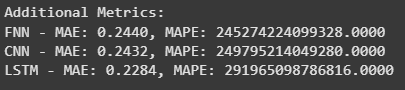 Additional Metrics:
FNN - MAE: 0.2440, MAPE: 245274224099328.0000
CNN - MAE: 0.2432, MAPE: 249795214049280.0000
LSTM - MAE: 0.2284, MAPE: 291965098786816.0000